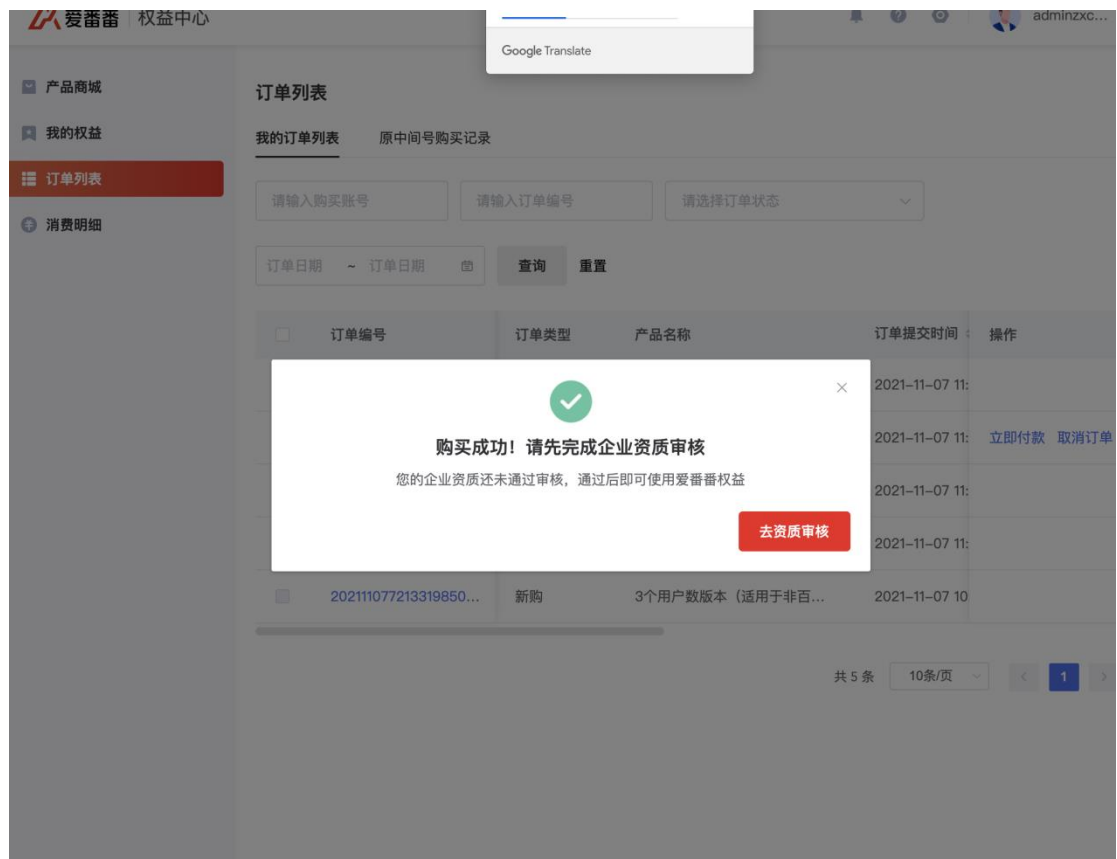 爱番番 权益中心 adminzxc...
Google Translate
产品商城
我的权益
订单列表
消费明细
订单列表
我的订单列表 原中间号购买记录
请输入购买账号 请输入订单编号 请选择订单状态
订单日期 ~ 订单日期 查询 重置
订单编号 订单类型 产品名称 订单提交时间 操作
2021-11-07 11:
2021-11-07 11: 立即付款 取消订单
2021-11-07 11:
2021-11-07 11:
购买成功!请先完成企业资质审核
您的企业资质还未通过审核,通过后即可使用爱番番权益
去资质审核
202111077213319850... 新购 3个用户数版本(适用于非百... 2021-11-07 10
共 5 条 10条/页 1